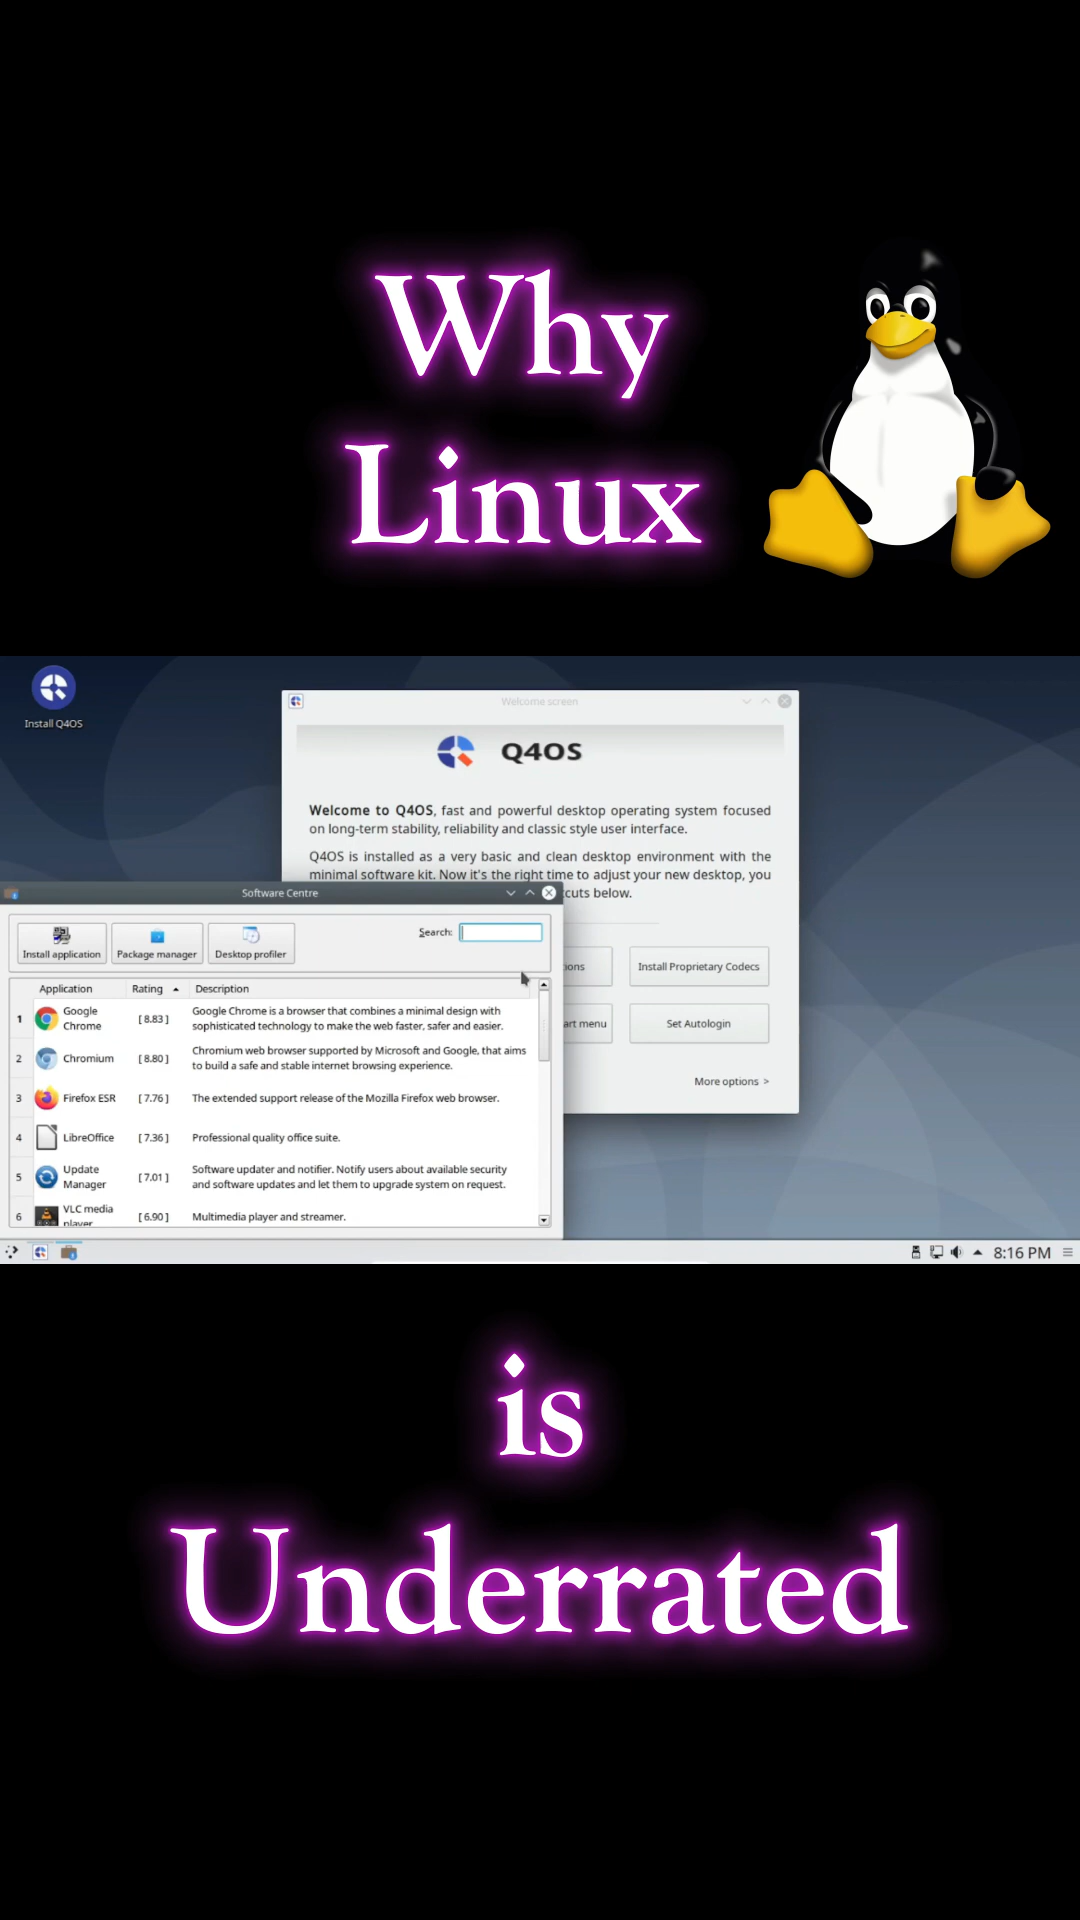 Why
Linux
Install Q4OS
Welcome screen
Q4OS
Welcome to Q4OS, fast and powerful desktop operating system focused
on long-term stability, reliability and classic style user interface.
Q4OS is installed as a very basic and clean desktop environment with the
minimal software kit. Now it's the right time to adjust your new desktop, you
cuts below.
ions
Install Proprietary Codecs
art menu
Set Autologin
More options >
Software Centre
Install application
Package manager
Desktop profiler
Search:
Application Rating Description
1 Google Chrome [ 8.83 ] Google Chrome is a browser that combines a minimal design with
sophisticated technology to make the web faster, safer and easier.
2 Chromium [ 8.80 ] Chromium web browser supported by Microsoft and Google, that aims
to build a safe and stable internet browsing experience.
3 Firefox ESR [ 7.76 ] The extended support release of the Mozilla Firefox web browser.
4 LibreOffice [ 7.36 ] Professional quality office suite.
5 Update Manager [ 7.01 ] Software updater and notifier. Notify users about available security
and software updates and let them to upgrade system on request.
6 VLC media player [ 6.90 ] Multimedia player and streamer.
8:16 PM
is
Underrated